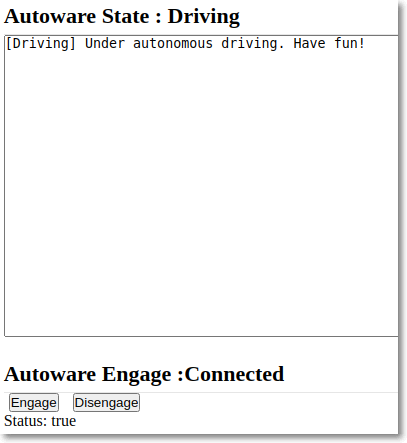 Autoware State : Driving
[Driving] Under autonomous driving. Have fun!
Autoware Engage :Connected
Engage Disengage
Status: true